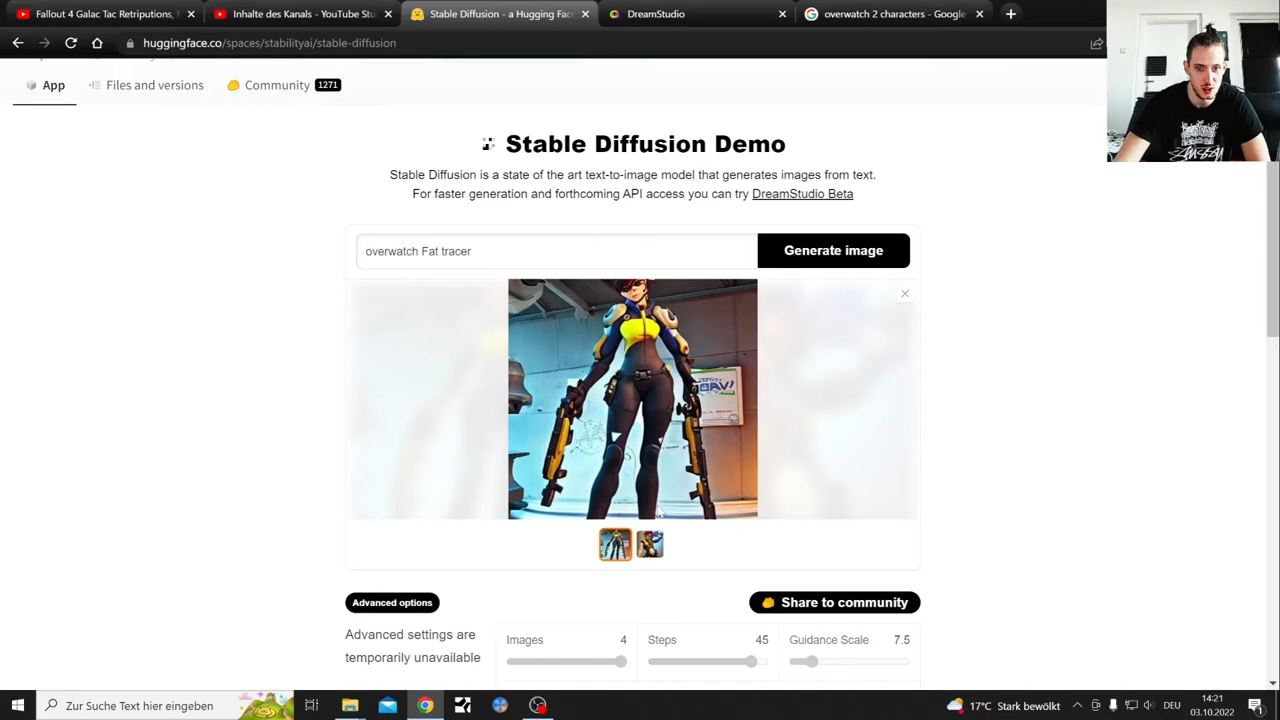 Fallout 4 Galac Tac Retriputions,
Inhalte des Kanals - YouTube Stu
Stable Diffusion - a Hugging Fac
DreamStudio
overwatch 2 characters - Google
huggingface.co/spaces/stabilityai/stable-diffusion
App
Files and versions
Community 1271
Stable Diffusion Demo
Stable Diffusion is a state of the art text-to-image model that generates images from text.
For faster generation and forthcoming API access you can try DreamStudio Beta
overwatch Fat tracer
Generate image
Advanced options
Share to community
Advanced settings are
temporarily unavailable
Images 4
Steps 45
Guidance Scale 7.5
Zur Suche Text hier eingeben
17°C Stark bewölkt
DEU
14:21
03.10.2022